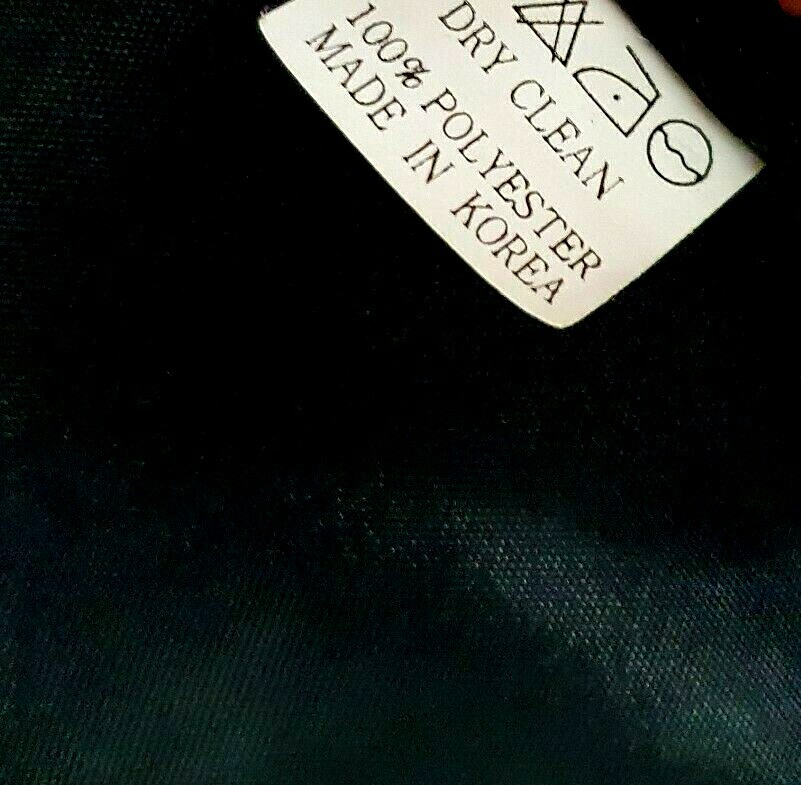 DRY CLEAN
100% POLYESTER
MADE IN KOREA